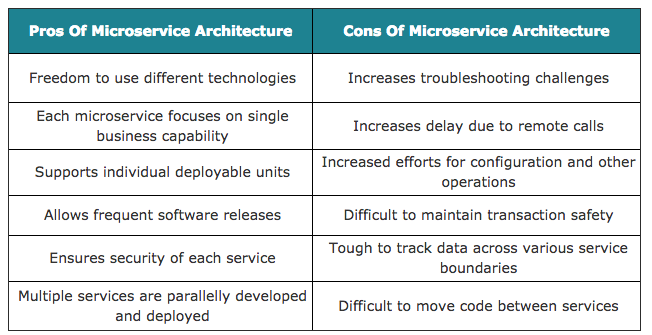 Pros Of Microservice Architecture
Cons Of Microservice Architecture
Freedom to use different technologies
Increases troubleshooting challenges
Each microservice focuses on single
business capability
Increases delay due to remote calls
Supports individual deployable units
Increased efforts for configuration and other
operations
Allows frequent software releases
Difficult to maintain transaction safety
Ensures security of each service
Tough to track data across various service
boundaries
Multiple services are parallelly developed
and deployed
Difficult to move code between services